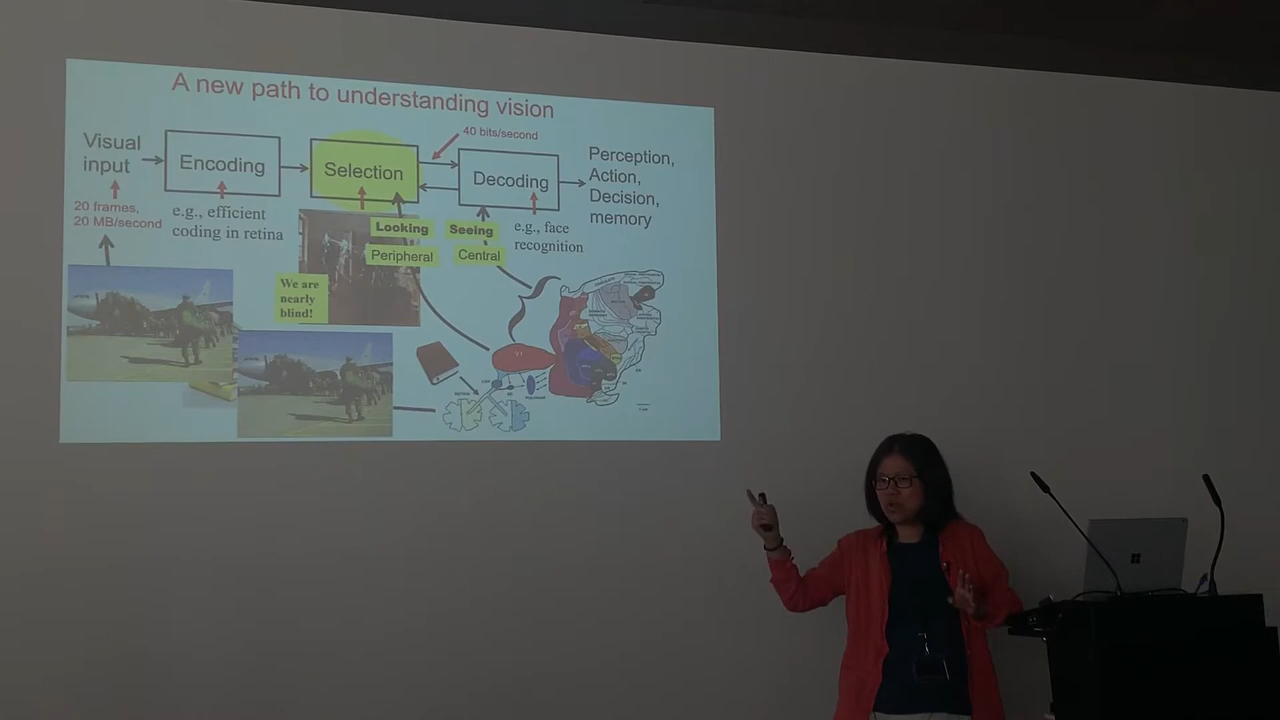 A new path to understanding vision
40 bits/second
Visual
input
Encoding
Selection
Decoding
Perception,
Action,
Decision,
memory
20 frames,
20 MB/second
e.g., efficient
coding in retina
Looking
Peripheral
Seeing
Central
e.g., face
recognition
We are
nearly
blind!
V1